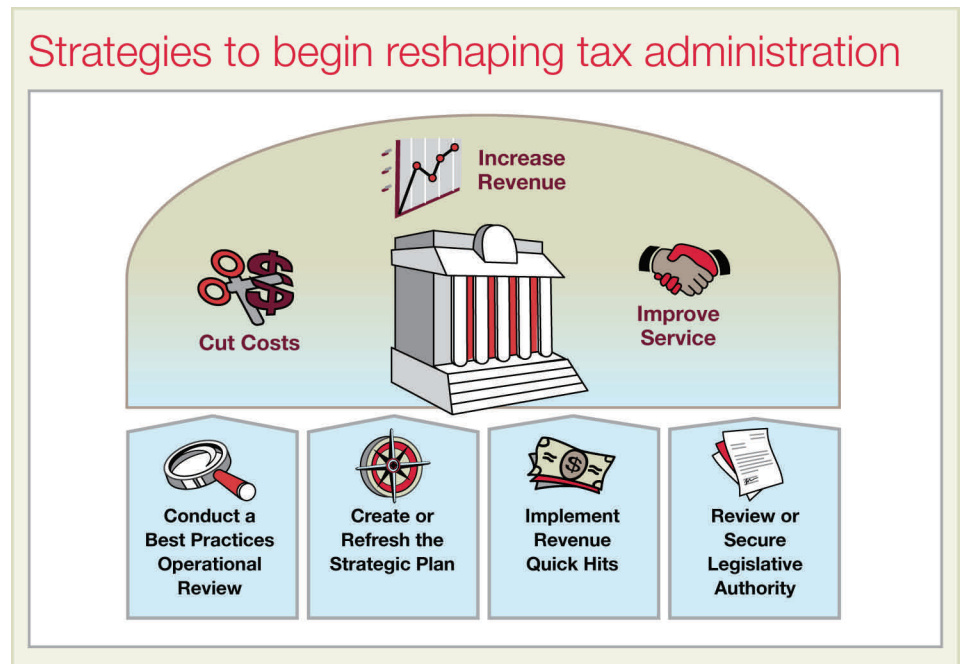 Strategies to begin reshaping tax administration
Increase
Revenue
Cut Costs
Improve
Service
Conduct a
Best Practices
Operational
Review
Create or
Refresh the
Strategic Plan
Implement
Revenue
Quick Hits
Review or
Secure
Legislative
Authority